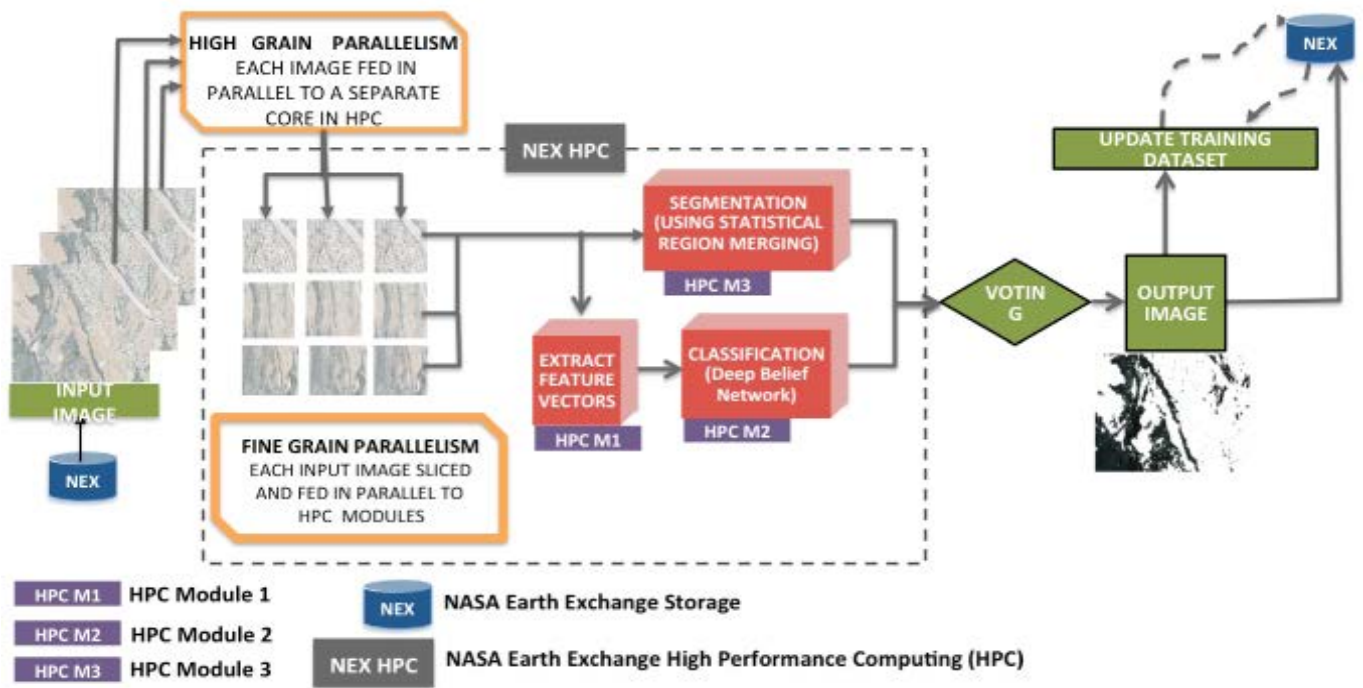 HIGH GRAIN PARALLELISM
EACH IMAGE FED IN
PARALLEL TO A SEPARATE
CORE IN HPC
NEX
UPDATE TRAINING
DATASET
NEX HPC
SEGMENTATION
(USING STATISTICAL
REGION MERGING)
HPC M3
VOTIN
G
OUTPUT
IMAGE
EXTRACT
FEATURE
VECTORS
HPC M1
CLASSIFICATION
(Deep Belief
Network)
HPC M2
INPUT
IMAGE
NEX
FINE GRAIN PARALLELISM
EACH INPUT IMAGE SLICED
AND FED IN PARALLEL TO
HPC MODULES
HPC M1 HPC Module 1
HPC M2 HPC Module 2
HPC M3 HPC Module 3
NEX NASA Earth Exchange Storage
NEX HPC NASA Earth Exchange High Performance Computing (HPC)